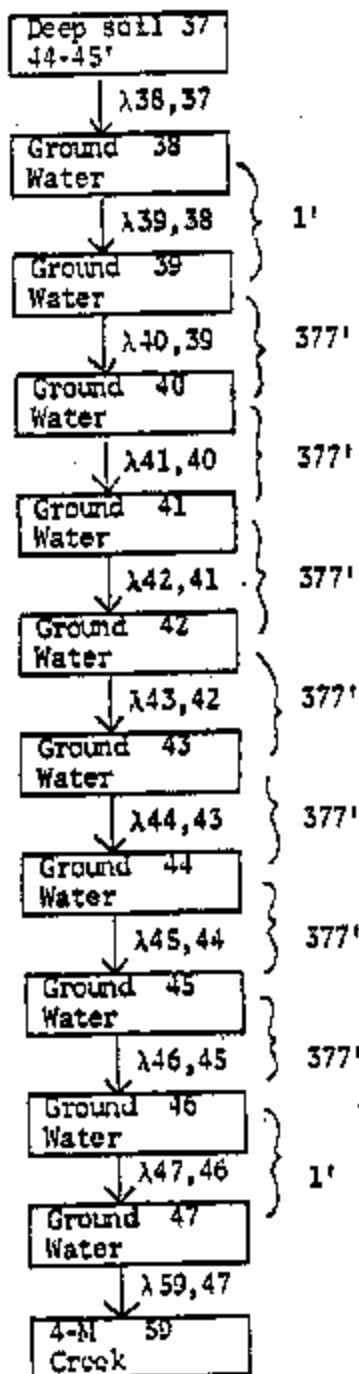 Deep soil 37
44-45'
λ38,37
Ground 38
Water
λ39,38
1'
Ground 39
Water
λ40,39
377'
Ground 40
Water
λ41,40
377'
Ground 41
Water
λ42,41
377'
Ground 42
Water
λ43,42
377'
Ground 43
Water
λ44,43
377'
Ground 44
Water
λ45,44
377'
Ground 45
Water
λ46,45
377'
Ground 46
Water
λ47,46
1'
Ground 47
Water
λ59,47
4-M 59
Creek